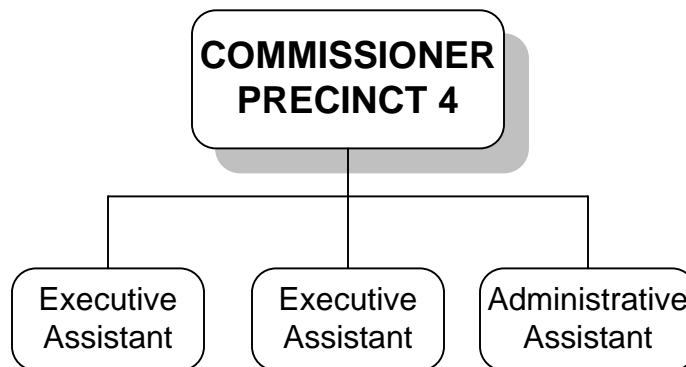 COMMISSIONER
PRECINCT 4
Executive
Assistant
Executive
Assistant
Administrative
Assistant